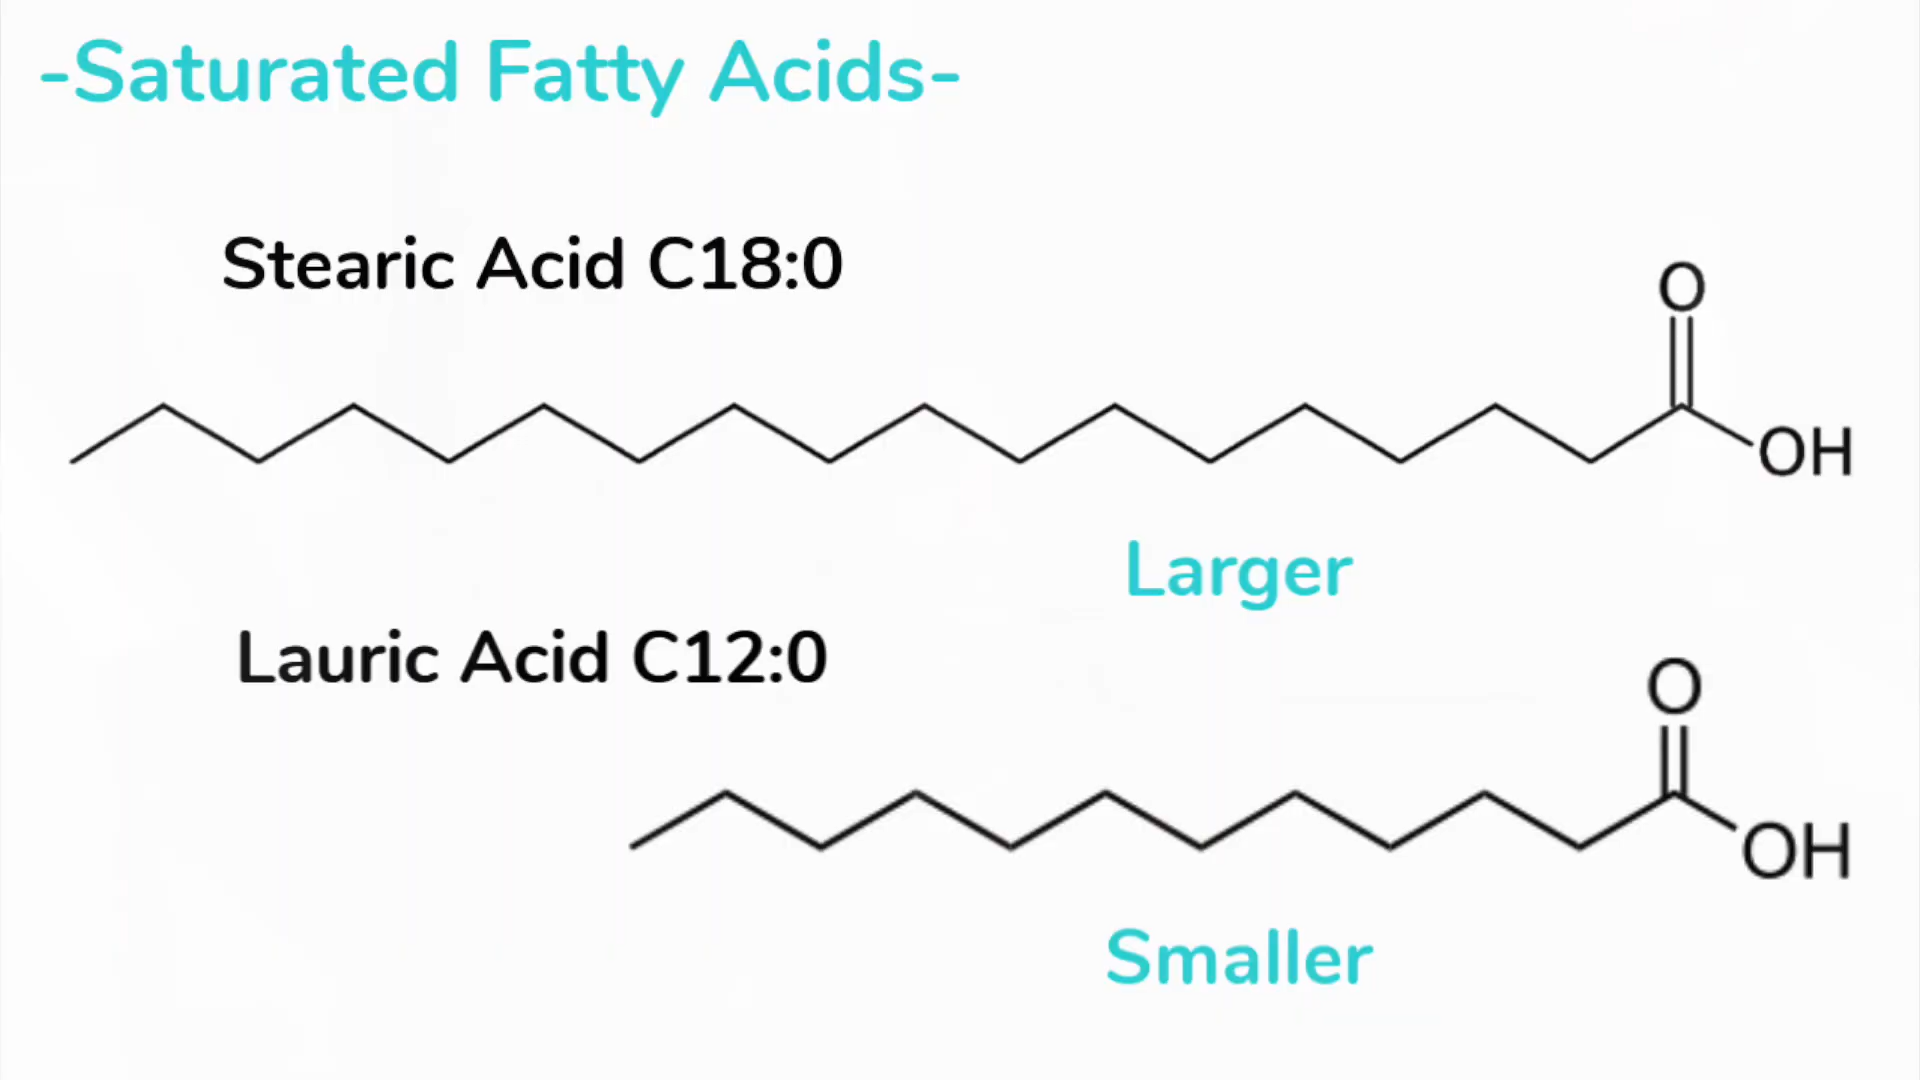 -Saturated Fatty Acids-
Stearic Acid C18:0
O
OH
Larger
Lauric Acid C12:0
O
OH
Smaller